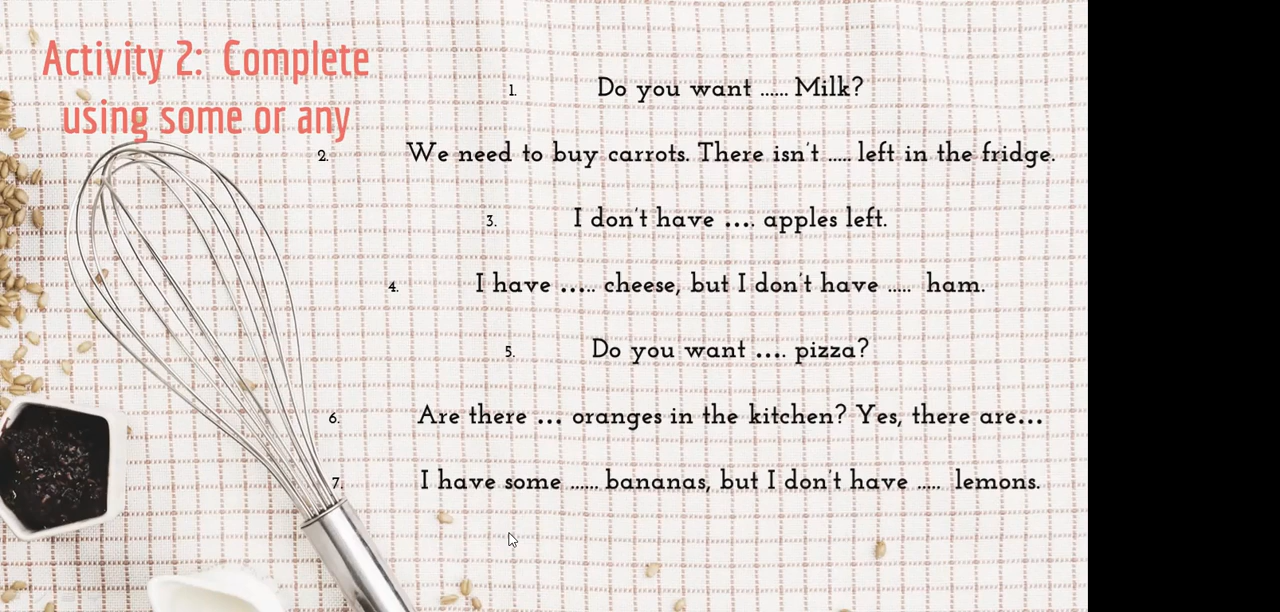 Activity 2: Complete
using some or any
1. Do you want ...... Milk?
2. We need to buy carrots. There isn't ..... left in the fridge.
3. I don't have .... apples left.
4. I have ..... cheese, but I don't have ..... ham.
5. Do you want .... pizza?
6. Are there ... oranges in the kitchen? Yes, there are...
7. I have some ...... bananas, but I don't have ..... lemons.